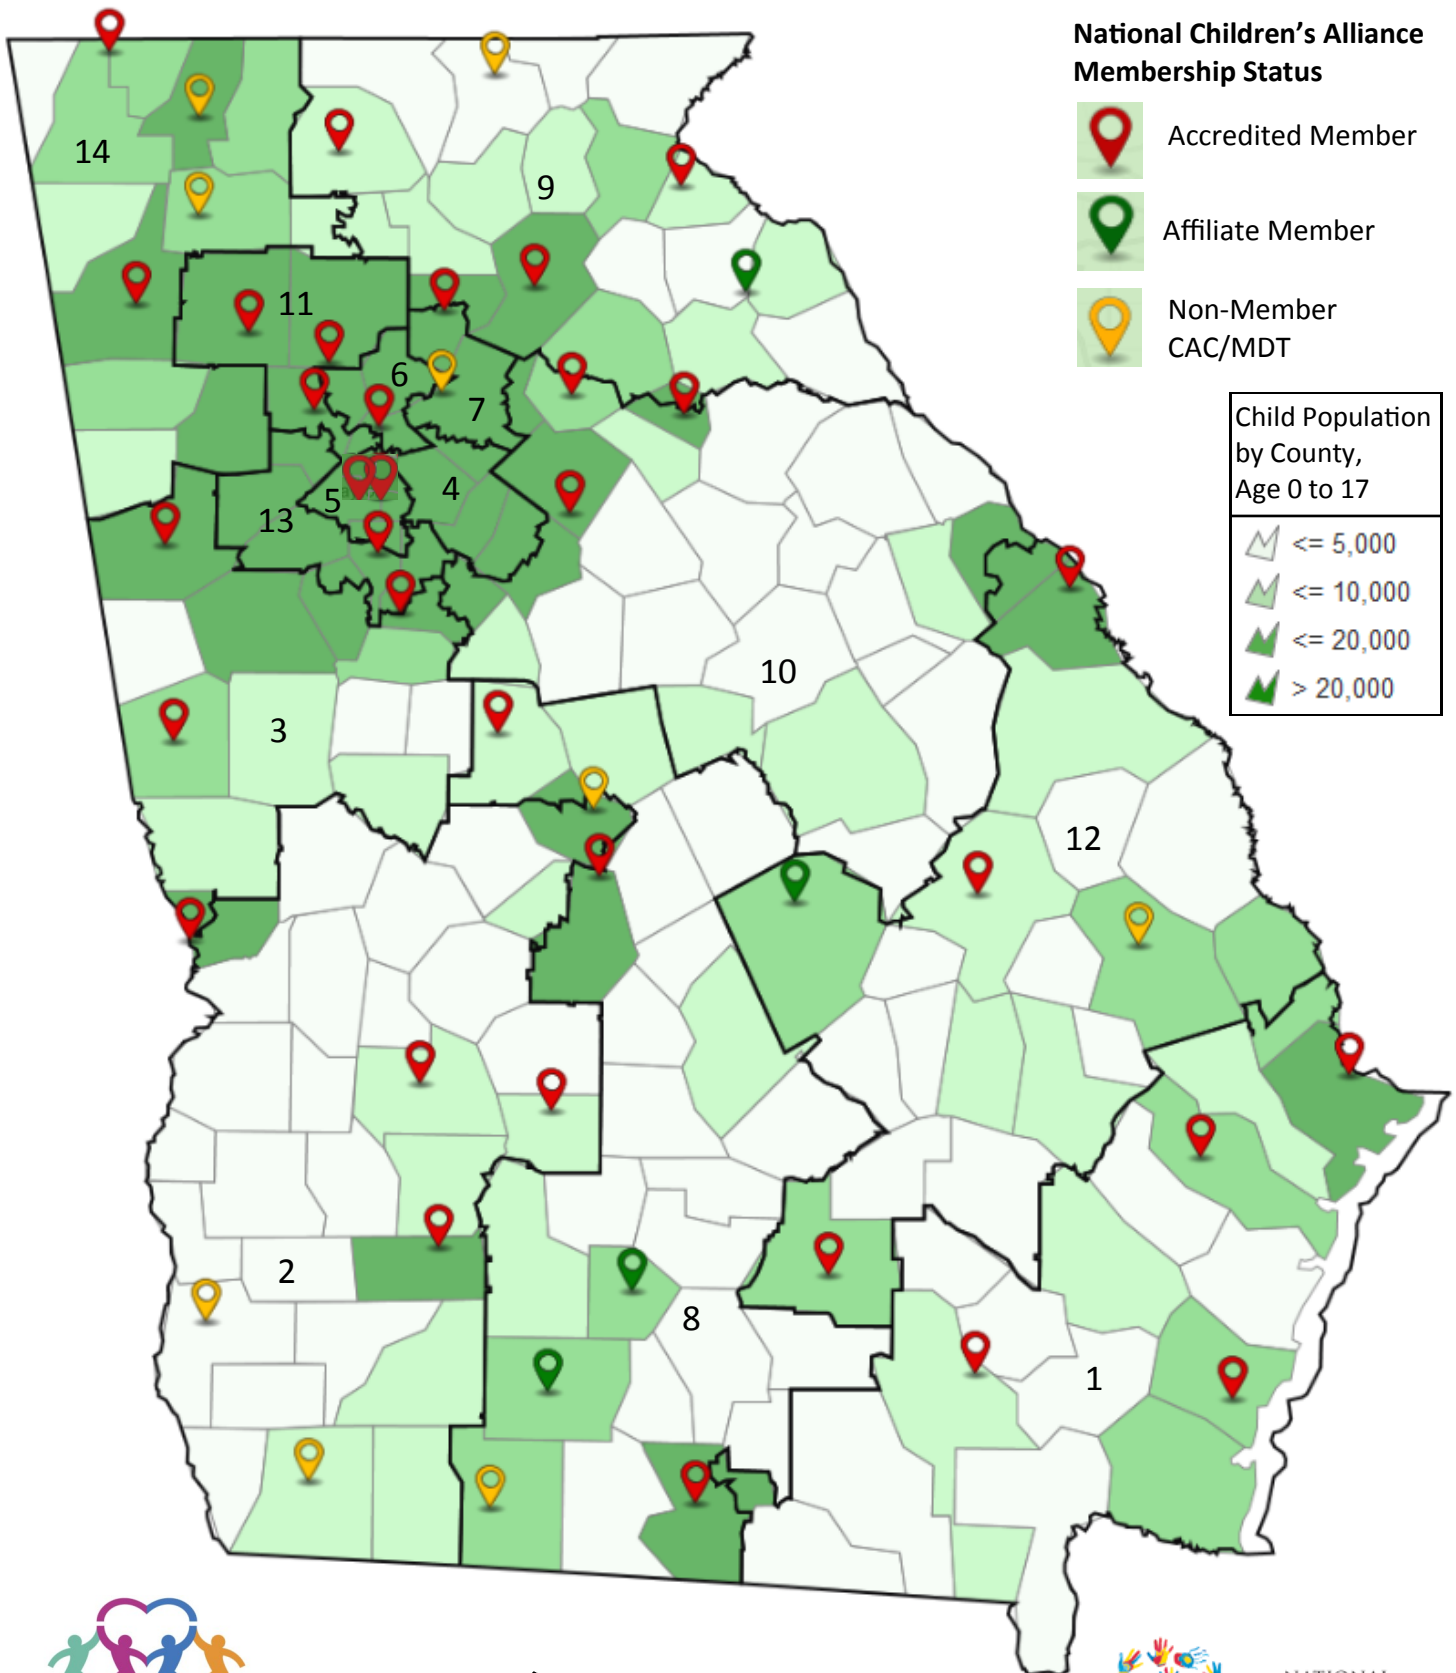 National Children's Alliance
Membership Status
Accredited Member
Affiliate Member
Non-Member
CAC/MDT
Child Population
by County,
Age 0 to 17
<= 5,000
<= 10,000
<= 20,000
> 20,000
14
9
11
6
7
4
5
13
10
3
12
2
8
1